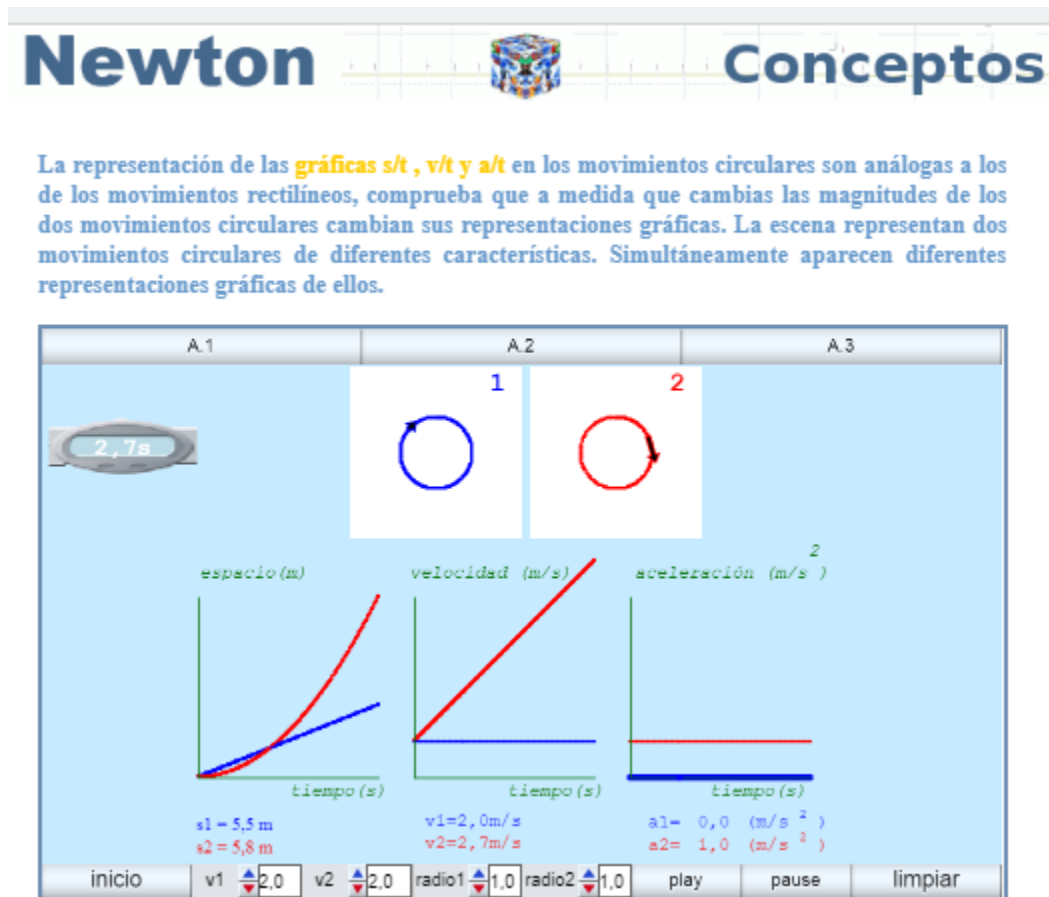 Newton Conceptos
La representación de las gráficas s/t , v/t y a/t en los movimientos circulares son análogas a los
de los movimientos rectilíneos, comprueba que a medida que cambias las magnitudes de los
dos movimientos circulares cambian sus representaciones gráficas. La escena representan dos
movimientos circulares de diferentes características. Simultáneamente aparecen diferentes
representaciones gráficas de ellos.
A.1 A.2 A.3
1 2
2,7s
espacio(m) velocidad (m/s) aceleración (m/s 2 )
tiempo(s) tiempo(s) tiempo(s)
s1 = 5,5 m v1=2,0m/s a1= 0,0 (m/s 2 )
s2 = 5,8 m v2=2,7m/s a2= 1,0 (m/s 2 )
inicio v1 2,0 v2 2,0 radio1 1,0 radio2 1,0 play pause limpiar